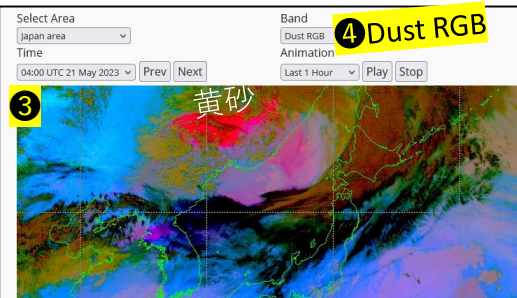 Select Area
Band
Japan area
Dust RGB
❹Dust RGB
Time
Animation
04:00 UTC 21 May 2023
Prev
Next
Last 1 Hour
Play
Stop
❸
黄砂